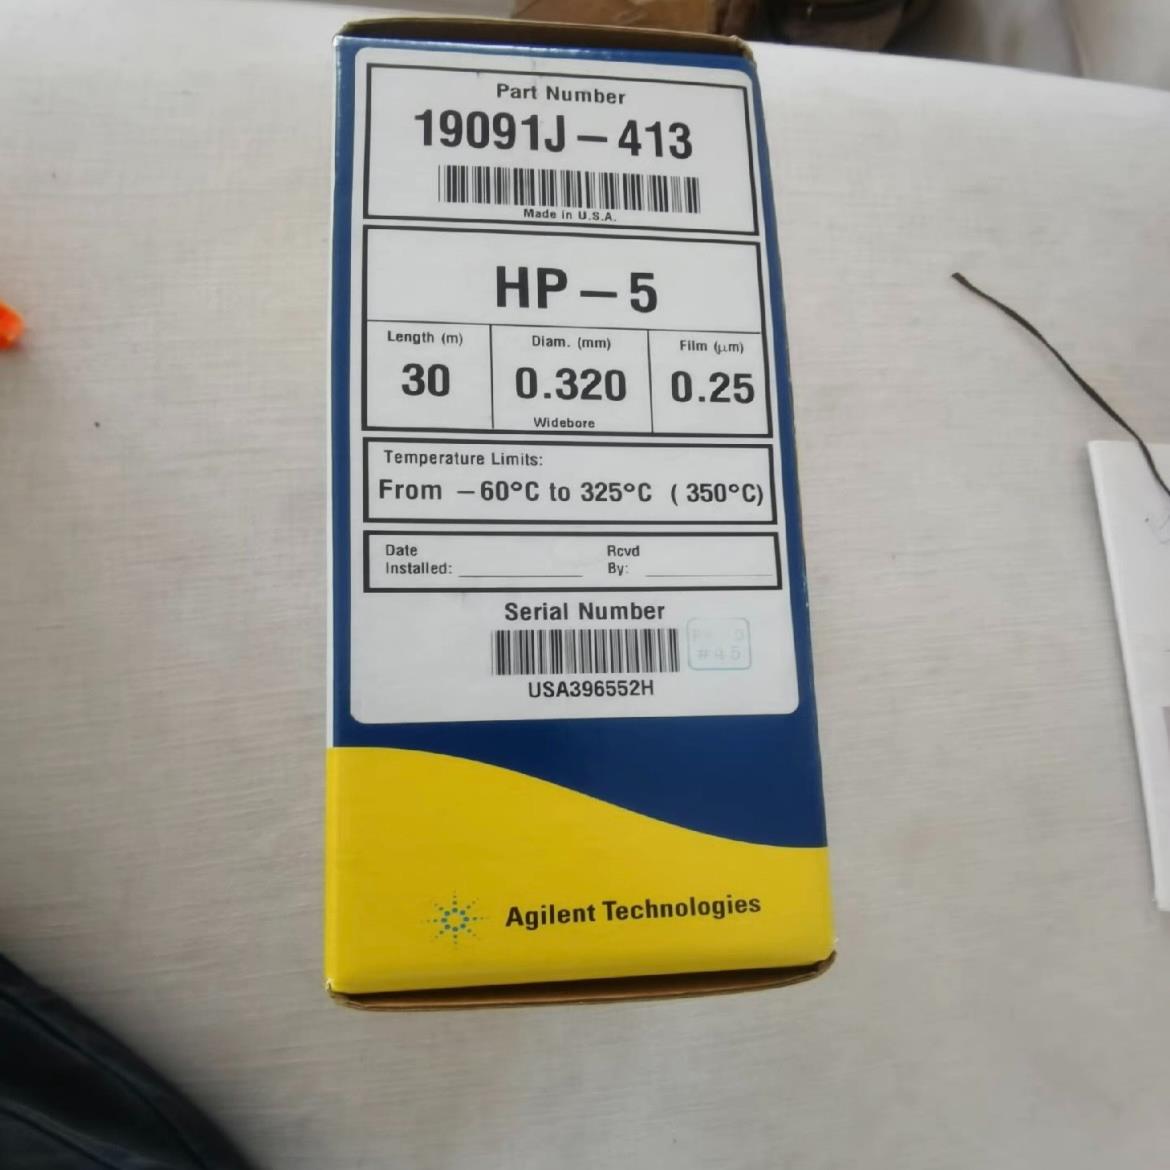 Part Number
19091J-413
Made in U.S.A.
HP-5
Length (m) Diam. (mm) Film (μm)
30 0.320 0.25
Widebore
Temperature Limits:
From -60°C to 325°C (350°C)
Date Rcvd
Installed: By:
Serial Number
#45
USA396552H
Agilent Technologies